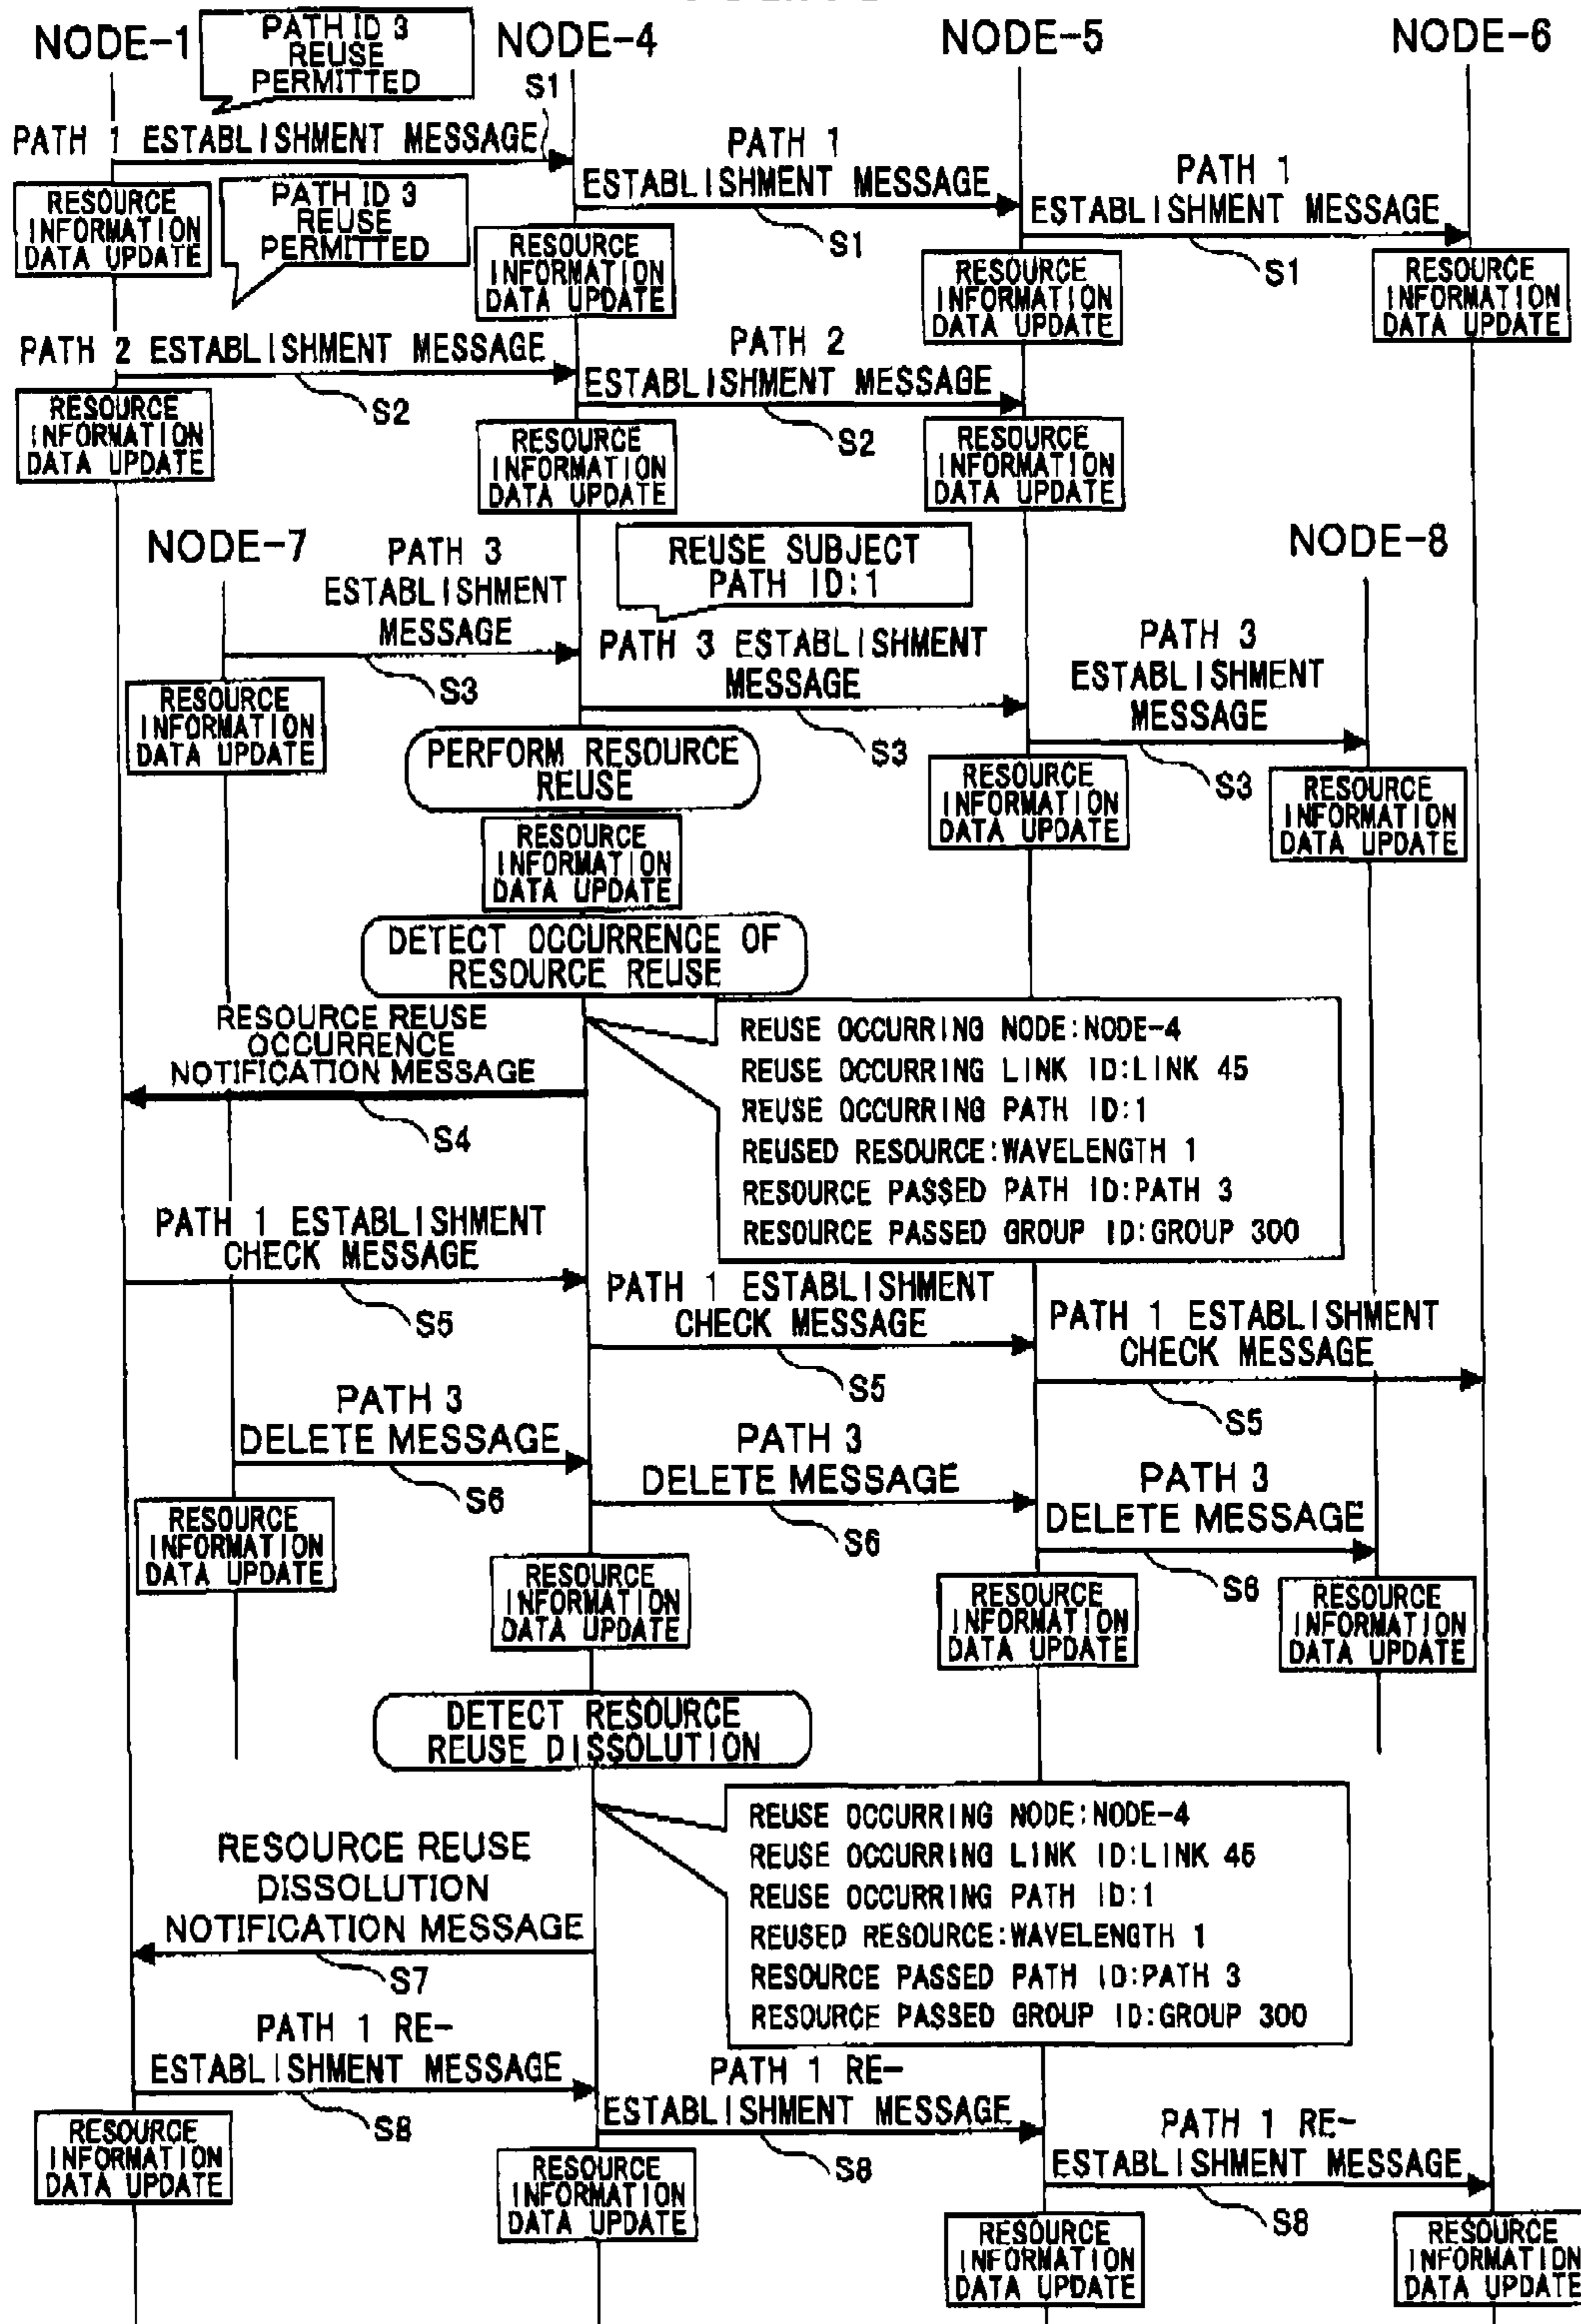 NODE-1
PATH ID 3
REUSE
PERMITTED
NODE-4
NODE-5
NODE-6
S1
PATH 1 ESTABLISHMENT MESSAGE
PATH 1
ESTABLISHMENT MESSAGE
S1
PATH 1
ESTABLISHMENT MESSAGE
S1
RESOURCE
INFORMATION
DATA UPDATE
PATH ID 3
REUSE
PERMITTED
RESOURCE
INFORMATION
DATA UPDATE
RESOURCE
INFORMATION
DATA UPDATE
RESOURCE
INFORMATION
DATA UPDATE
PATH 2 ESTABLISHMENT MESSAGE
S2
PATH 2
ESTABLISHMENT MESSAGE
S2
RESOURCE
INFORMATION
DATA UPDATE
RESOURCE
INFORMATION
DATA UPDATE
RESOURCE
INFORMATION
DATA UPDATE
NODE-7
NODE-8
PATH 3
ESTABLISHMENT
MESSAGE
S3
REUSE SUBJECT
PATH ID:1
PATH 3 ESTABLISHMENT
MESSAGE
S3
PATH 3
ESTABLISHMENT
MESSAGE
S3
RESOURCE
INFORMATION
DATA UPDATE
PERFORM RESOURCE
REUSE
RESOURCE
INFORMATION
DATA UPDATE
RESOURCE
INFORMATION
DATA UPDATE
RESOURCE
INFORMATION
DATA UPDATE
DETECT OCCURRENCE OF
RESOURCE REUSE
RESOURCE REUSE
OCCURRENCE
NOTIFICATION MESSAGE
S4
REUSE OCCURRING NODE:NODE-4
REUSE OCCURRING LINK ID:LINK 45
REUSE OCCURRING PATH ID:1
REUSED RESOURCE:WAVELENGTH 1
RESOURCE PASSED PATH ID:PATH 3
RESOURCE PASSED GROUP ID:GROUP 300
PATH 1 ESTABLISHMENT
CHECK MESSAGE
S5
PATH 1 ESTABLISHMENT
CHECK MESSAGE
S5
PATH 1 ESTABLISHMENT
CHECK MESSAGE
S5
PATH 3
DELETE MESSAGE
S6
PATH 3
DELETE MESSAGE
S6
PATH 3
DELETE MESSAGE
S6
RESOURCE
INFORMATION
DATA UPDATE
RESOURCE
INFORMATION
DATA UPDATE
RESOURCE
INFORMATION
DATA UPDATE
RESOURCE
INFORMATION
DATA UPDATE
DETECT RESOURCE
REUSE DISSOLUTION
RESOURCE REUSE
DISSOLUTION
NOTIFICATION MESSAGE
S7
REUSE OCCURRING NODE:NODE-4
REUSE OCCURRING LINK ID:LINK 45
REUSE OCCURRING PATH ID:1
REUSED RESOURCE:WAVELENGTH 1
RESOURCE PASSED PATH ID:PATH 3
RESOURCE PASSED GROUP ID:GROUP 300
PATH 1 RE-
ESTABLISHMENT MESSAGE
S8
PATH 1 RE-
ESTABLISHMENT MESSAGE
S8
PATH 1 RE-
ESTABLISHMENT MESSAGE
S8
RESOURCE
INFORMATION
DATA UPDATE
RESOURCE
INFORMATION
DATA UPDATE
RESOURCE
INFORMATION
DATA UPDATE
RESOURCE
INFORMATION
DATA UPDATE